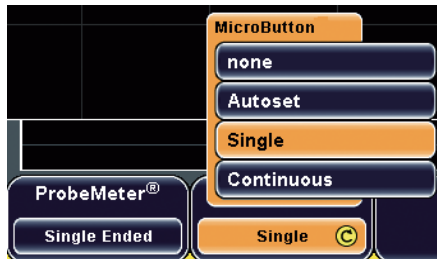 MicroButton
none
Autoset
Single
Continuous
ProbeMeter®
Single Ended
Single